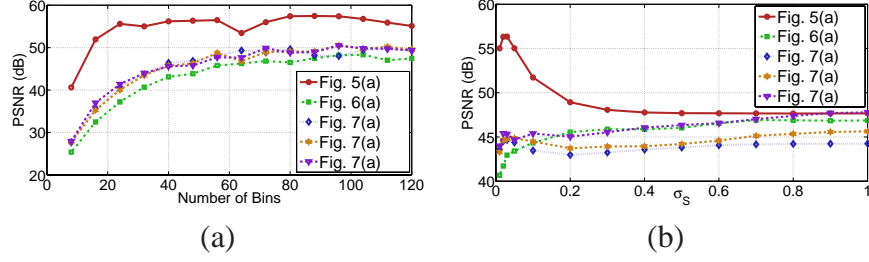 60
50
40
30
20
0
20
40
60
80
100
120
PSNR (dB)
Number of Bins
Fig. 5(a)
Fig. 6(a)
Fig. 7(a)
Fig. 7(a)
Fig. 7(a)
(a)
60
55
50
45
40
0
0.2
0.4
0.6
0.8
1
PSNR (dB)
σS
Fig. 5(a)
Fig. 6(a)
Fig. 7(a)
Fig. 7(a)
Fig. 7(a)
(b)